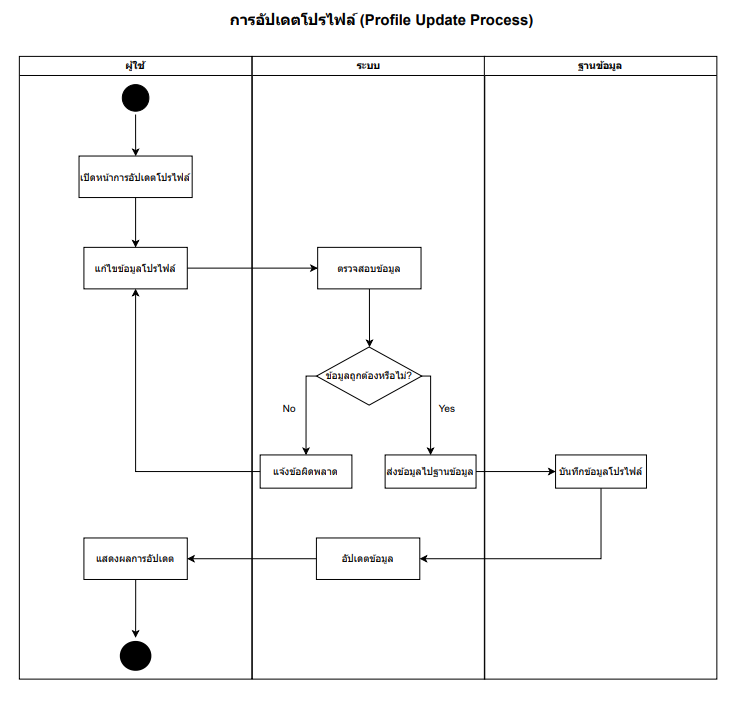 การอัปเดตโปรไฟล์ (Profile Update Process)
ผู้ใช้
ระบบ
ฐานข้อมูล
เปิดหน้าการอัปเดตโปรไฟล์
แก้ไขข้อมูลโปรไฟล์
ตรวจสอบข้อมูล
ข้อมูลถูกต้องหรือไม่?
No
Yes
แจ้งข้อผิดพลาด
ส่งข้อมูลไปฐานข้อมูล
บันทึกข้อมูลโปรไฟล์
แสดงผลการอัปเดต
อัปเดตข้อมูล